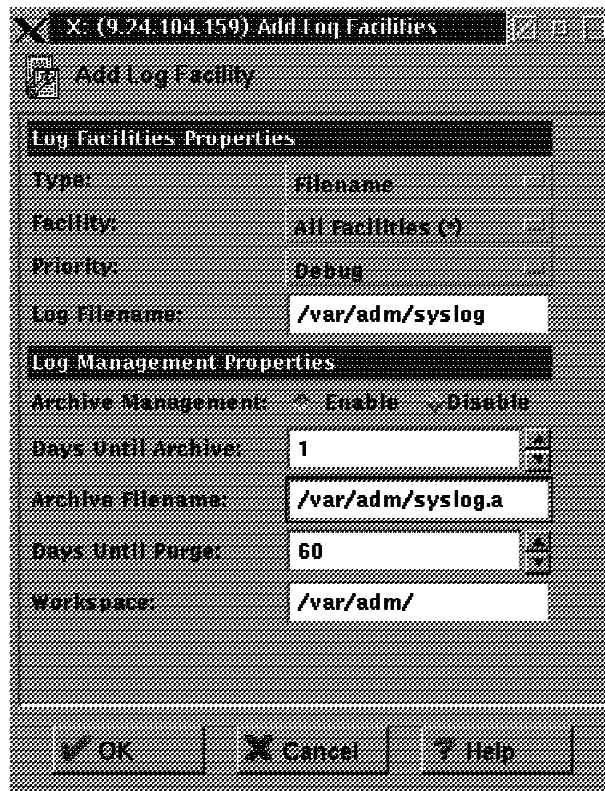 X: (9.24.104.159) Add Log Facilities
Add Log Facility
Log Facilities Properties
Type: Filename
Facility: All Facilities (*)
Priority: Debug
Log Filename: /var/adm/syslog
Log Management Properties
Archive Management: Enable Disable
Days Until Archive: 1
Archive Filename: /var/adm/syslog.a
Days Until Purge: 60
Workspace: /var/adm/
OK Cancel Help